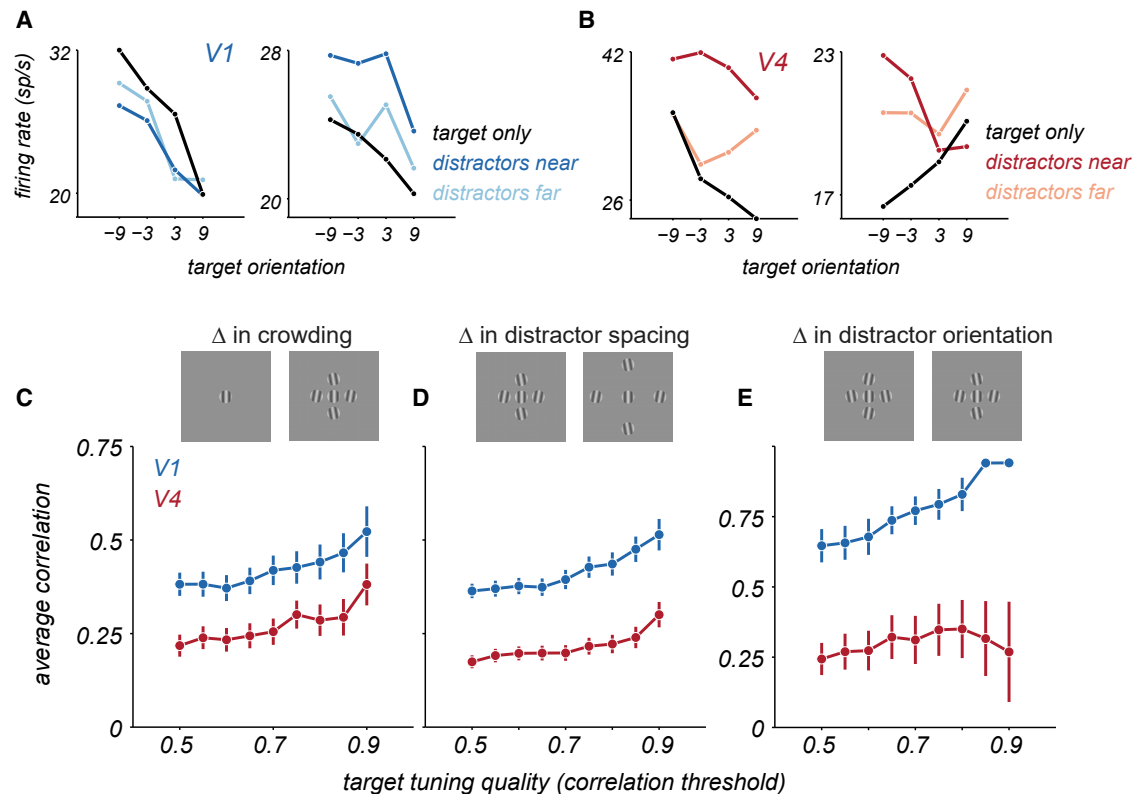 A
B
firing rate (sp/s)
32
20
V1
−9 −3 3 9
28
20
−9 −3 3 9
target only
distractors near
distractors far
target orientation
42
26
V4
−9 −3 3 9
23
17
−9 −3 3 9
target only
distractors near
distractors far
target orientation
Δ in crowding
Δ in distractor spacing
Δ in distractor orientation
C
D
E
average correlation
0.75
0.5
0.25
0
V1
V4
0.5 0.7 0.9
0.5 0.7 0.9
0.75
0.5
0.25
0
0.5 0.7 0.9
target tuning quality (correlation threshold)